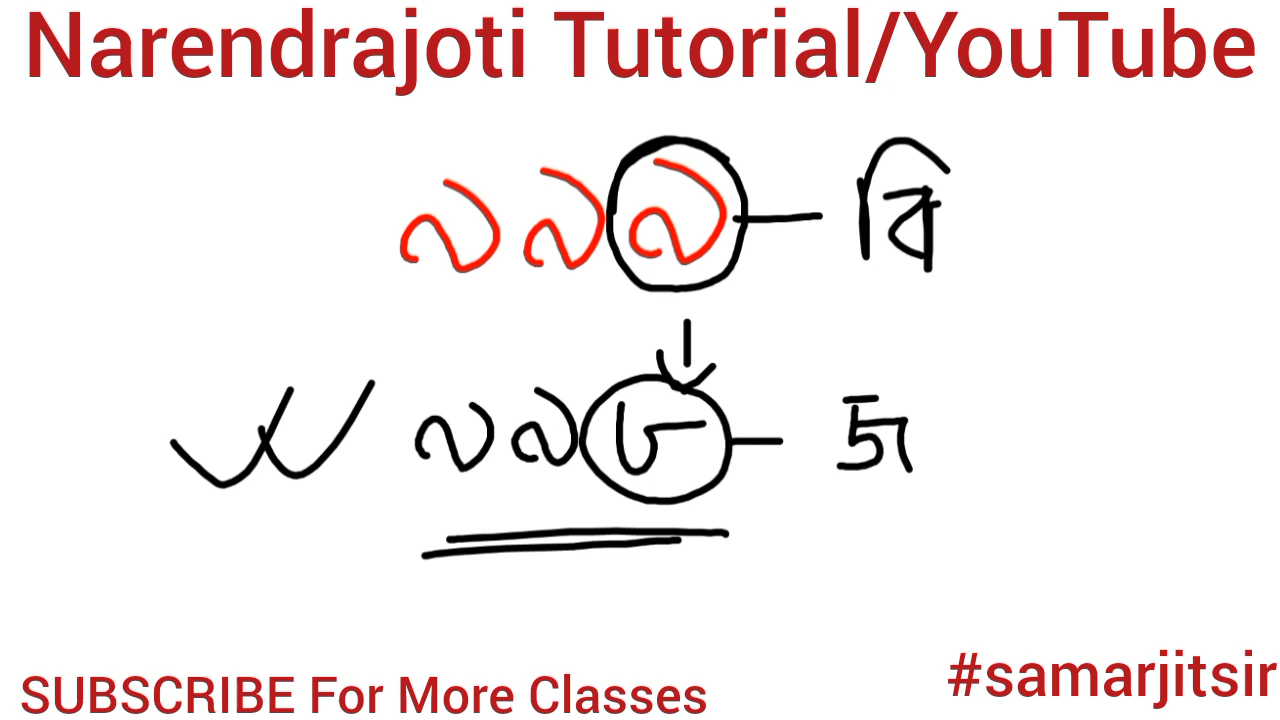 Narendrajoti Tutorial/YouTube
ল ল ল — বি
ল ল
SUBSCRIBE For More Classes
#samarjitsir